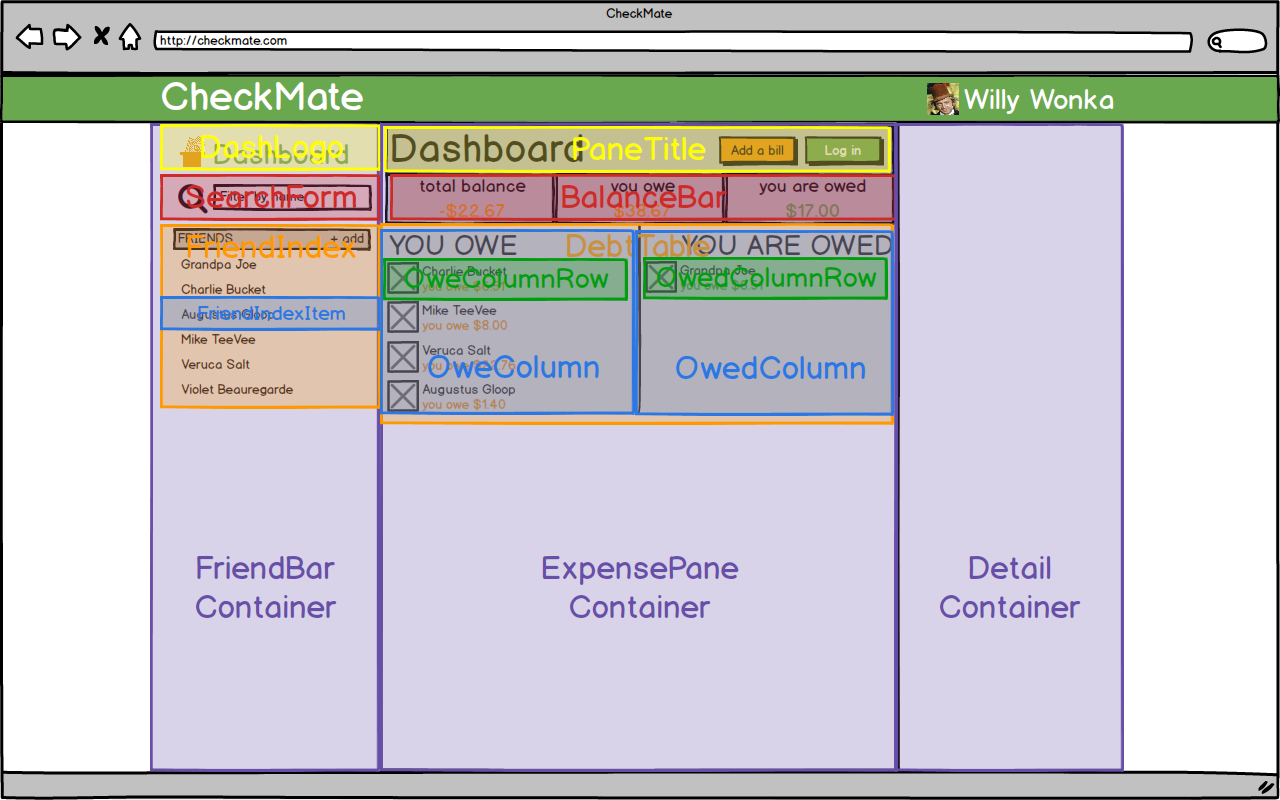 CheckMate
http://checkmate.com
CheckMate
Willy Wonka
DashLogo
Dashboard
SearchForm
Filter by name
FriendIndex
FRIENDS
+ add
Grandpa Joe
Charlie Bucket
FriendIndexItem
Augustus Gloop
Mike TeeVee
Veruca Salt
Violet Beauregarde
FriendBar
Container
Dashboard
PaneTitle
Add a bill
Log in
BalanceBar
total balance
you owe
you are owed
-$22.67
$38.67
$17.00
DebtTable
YOU OWE
YOU ARE OWED
OweColumnRow
Charlie Bucket
you owe
OwedColumnRow
Grandpa Joe
you owe
Mike TeeVee
you owe $8.00
OweColumn
Veruca Salt
you owe
Augustus Gloop
you owe $1.40
OwedColumn
ExpensePane
Container
Detail
Container